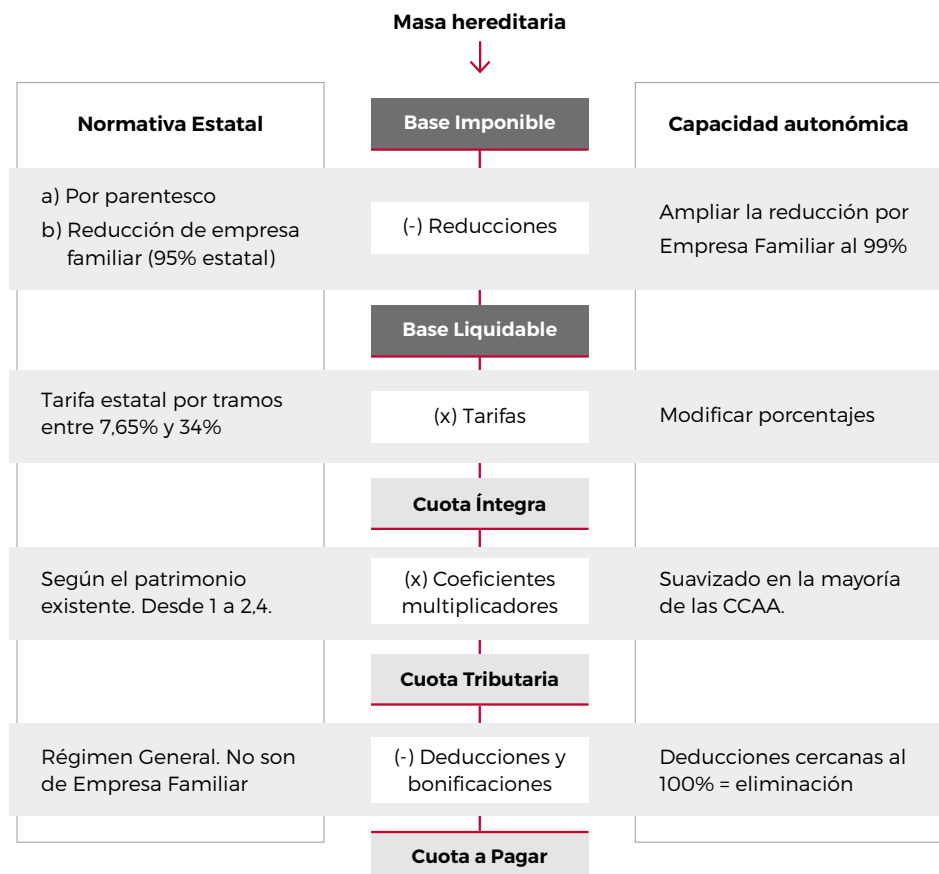 Masa hereditaria
Normativa Estatal
Base Imponible
Capacidad autonómica
a) Por parentesco
b) Reducción de empresa
familiar (95% estatal)
(-) Reducciones
Ampliar la reducción por
Empresa Familiar al 99%
Base Liquidable
Tarifa estatal por tramos
entre 7,65% y 34%
(x) Tarifas
Modificar porcentajes
Cuota Íntegra
Según el patrimonio
existente. Desde 1 a 2,4.
(x) Coeficientes
multiplicadores
Suavizado en la mayoría
de las CCAA.
Cuota Tributaria
Régimen General. No son
de Empresa Familiar
(-) Deducciones y
bonificaciones
Deducciones cercanas al
100% = eliminación
Cuota a Pagar